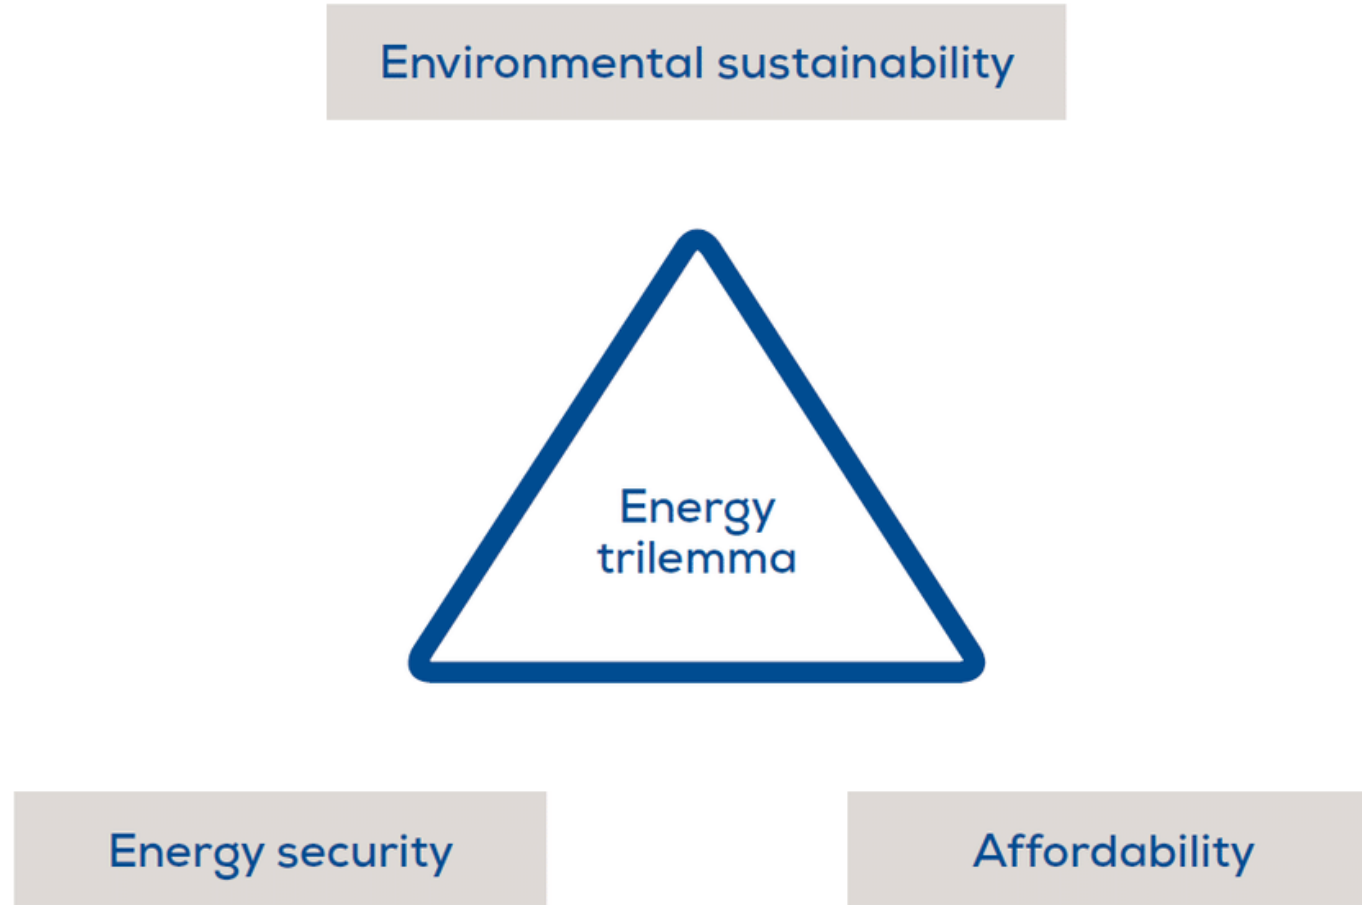 Environmental sustainability
Energy
trilemma
Energy security
Affordability